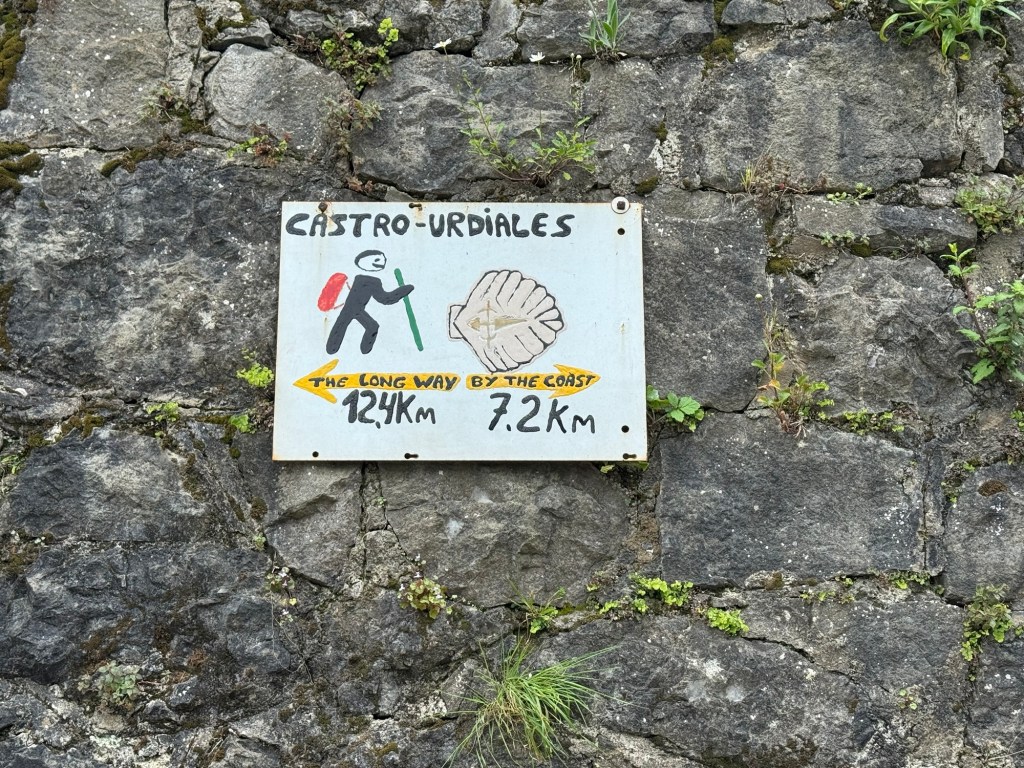 CASTRO-URDiALES
THE LONG WAY BY THE COAST
12,4Km 7.2Km